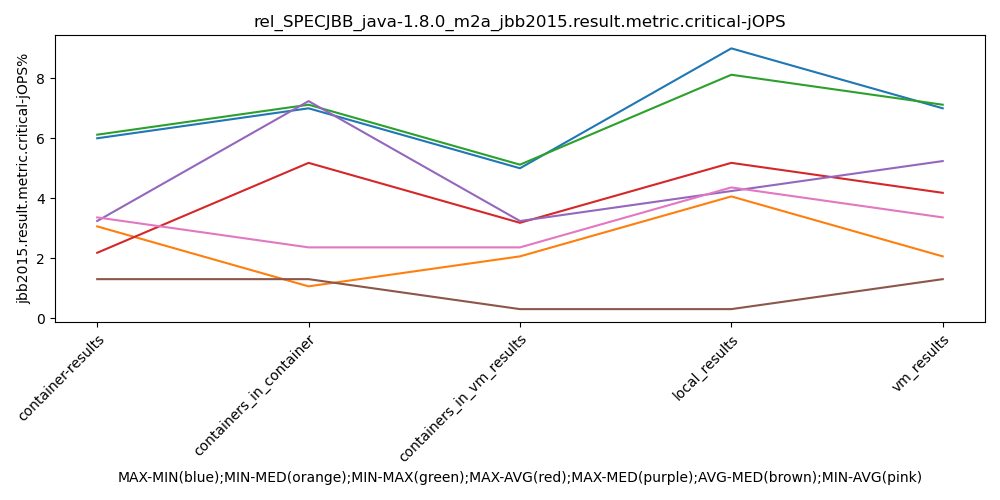 rel_SPECJBB_java-1.8.0_m2a_jbb2015.result.metric.critical-jOPS
jbb2015.result.metric.critical-jOPS%
8
6
4
2
0
container-results
containers_in_container
containers_in_vm_results
local_results
vm_results
MAX-MIN(blue);MIN-MED(orange);MIN-MAX(green);MAX-AVG(red);MAX-MED(purple);AVG-MED(brown);MIN-AVG(pink)